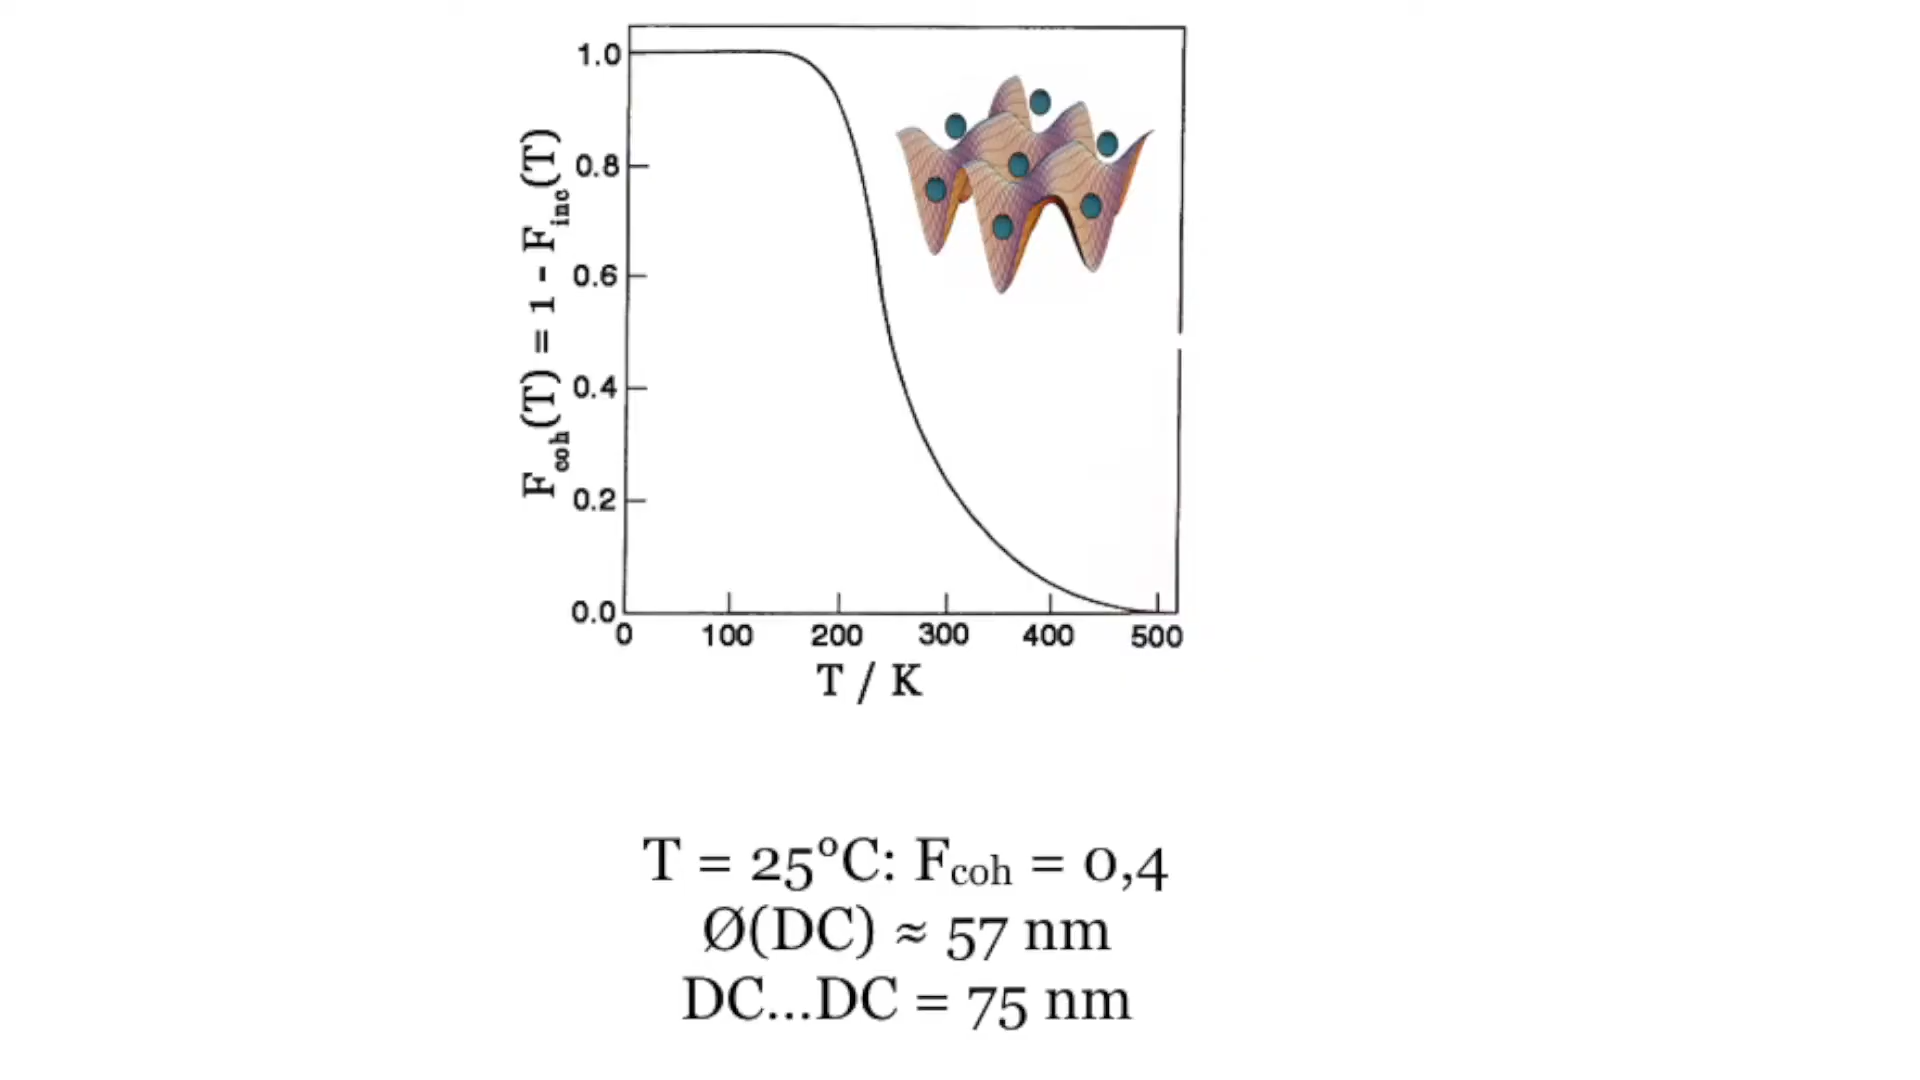 1.0
0.8
0.6
0.4
0.2
0.0
F_coh(T) = 1 - F_inc(T)
0 100 200 300 400 500
T / K
T = 25°C: F_coh = 0,4
Ø(DC) ≈ 57 nm
DC...DC = 75 nm